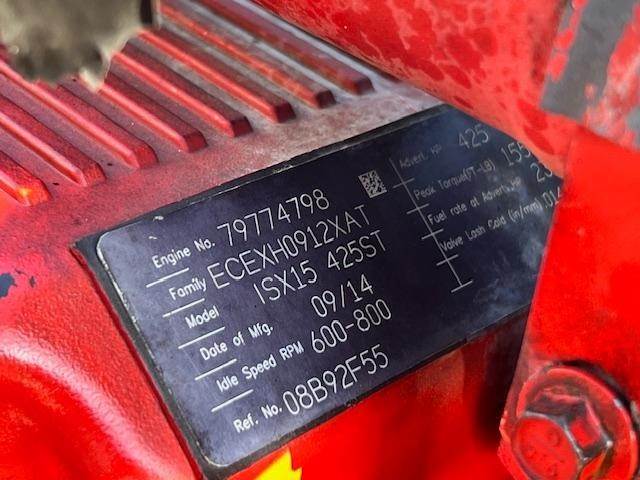 Engine No. 79774798
Family ECEXH0912XAT
Model ISX15 425ST
Date of Mfg. 09/14
Idle Speed RPM 600-800
Ref. No. 08B92F55
Advert. HP 425
Peak Torque(FT-LB) 155
Fuel rate at Advert. HP
Valve Lash Cold (in/mm) .014